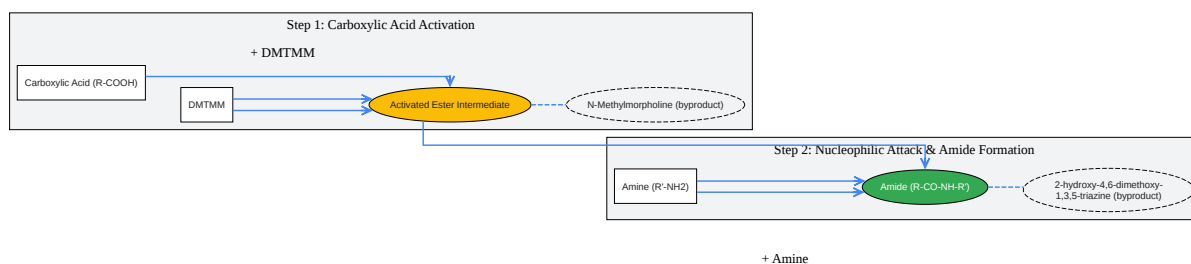 Step 1: Carboxylic Acid Activation
+ DMTMM
Carboxylic Acid (R-COOH)
DMTMM
Activated Ester Intermediate
N-Methylmorpholine (byproduct)
Step 2: Nucleophilic Attack & Amide Formation
Amine (R'-NH2)
Amide (R-CO-NH-R')
2-hydroxy-4,6-dimethoxy-
1,3,5-triazine (byproduct)
+ Amine